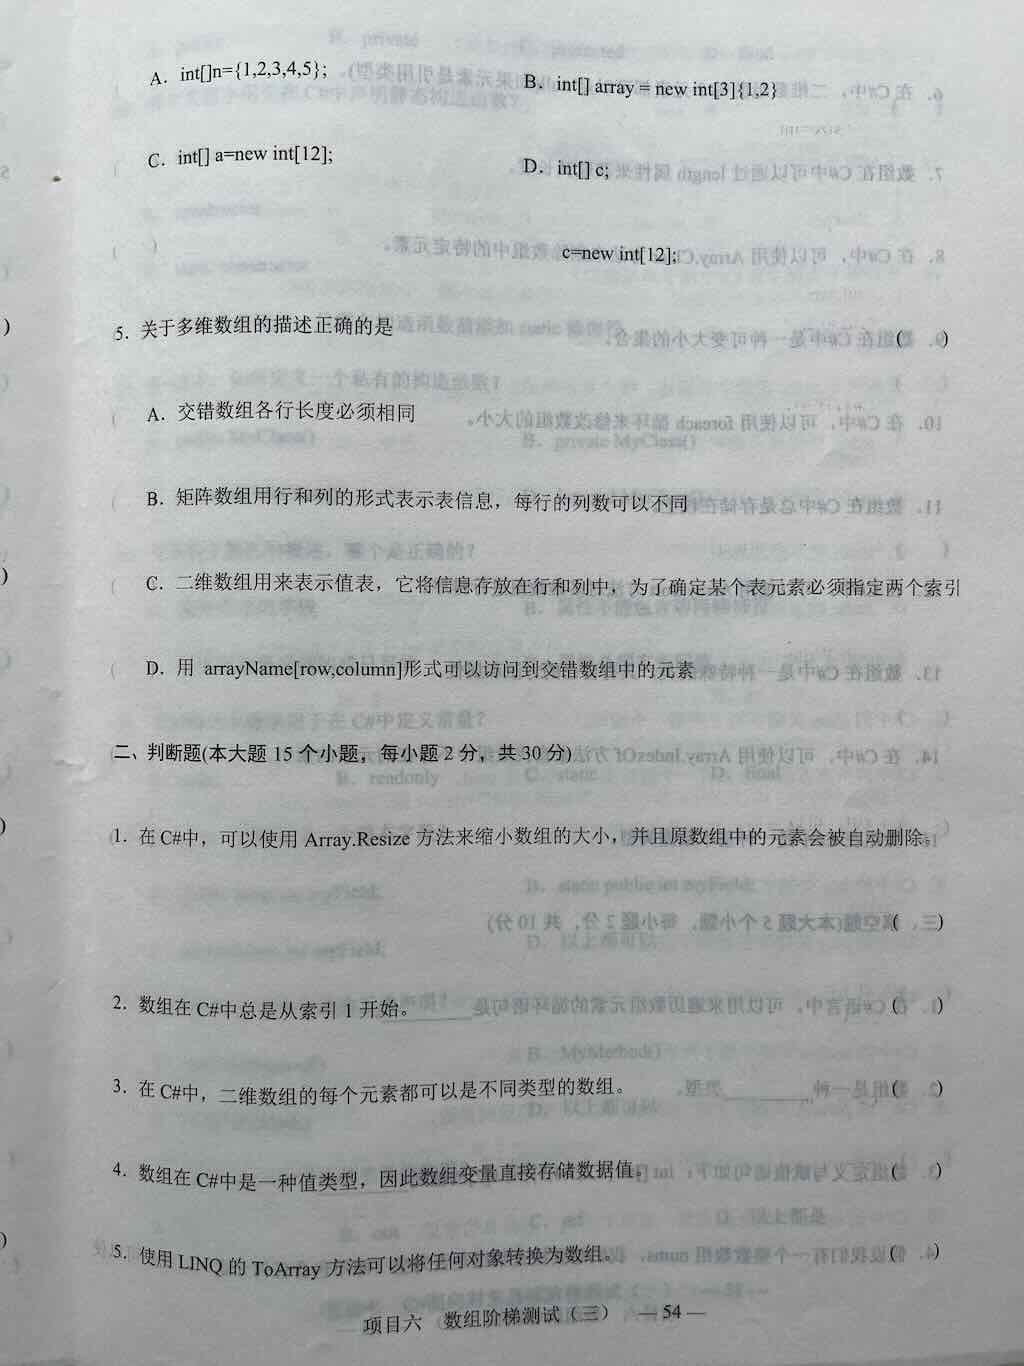 A. int[]n={1,2,3,4,5};
B. int[] array = new int[3]{1,2}
C. int[] a=new int[12];
D. int[] c;
c=new int[12];
5. 关于多维数组的描述正确的是 ( )
A. 交错数组各行长度必须相同
B. 矩阵数组用行和列的形式表示表信息，每行的列数可以不同
C. 二维数组用来表示值表，它将信息存放在行和列中，为了确定某个表元素必须指定两个索引
D. 用 arrayName[row,column]形式可以访问到交错数组中的元素
二、判断题(本大题 15 个小题，每小题 2 分，共 30 分)
1. 在 C#中，可以使用 Array.Resize 方法来缩小数组的大小，并且原数组中的元素会被自动删除。
( )
2. 数组在 C#中总是从索引 1 开始。 ( )
3. 在 C#中，二维数组的每个元素都可以是不同类型的数组。 ( )
4. 数组在 C#中是一种值类型，因此数组变量直接存储数据值。 ( )
5. 使用 LINQ 的 ToArray 方法可以将任何对象转换为数组。 ( )
项目六 数组阶梯测试（三） — 54 —